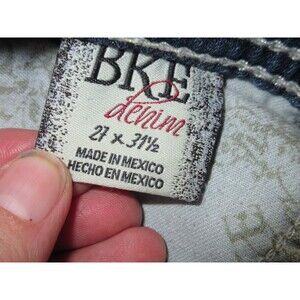 BKE
denim
27 x 31½
MADE IN MEXICO
HECHO EN MEXICO